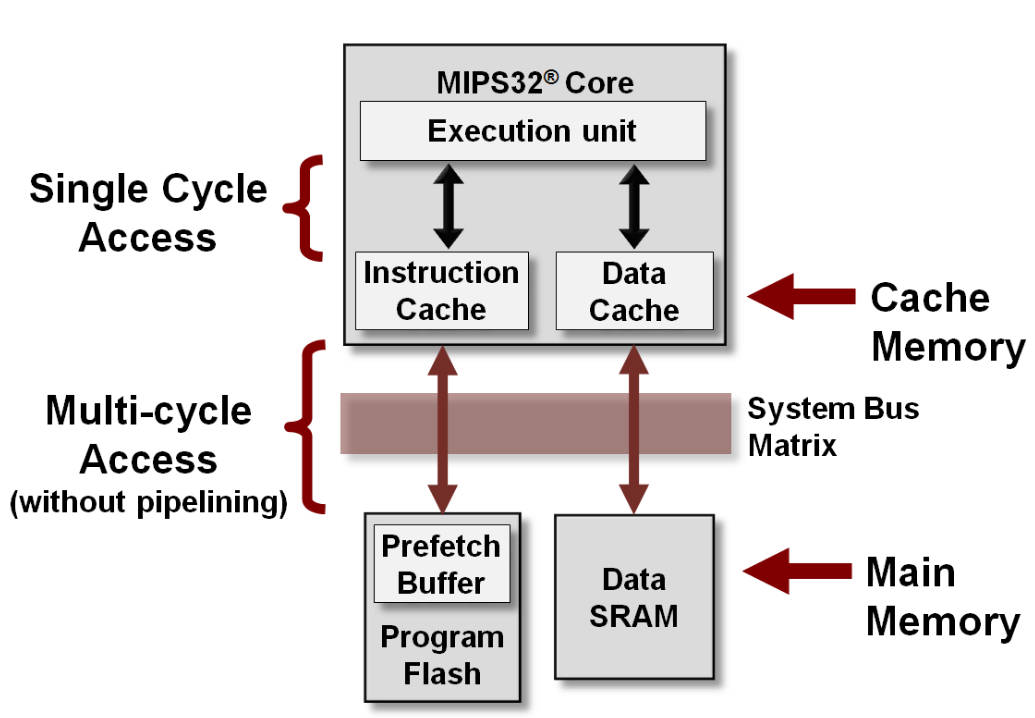 MIPS32® Core
Execution unit
Single Cycle
Access
Instruction
Cache
Data
Cache
Cache
Memory
Multi-cycle
Access
(without pipelining)
System Bus
Matrix
Prefetch
Buffer
Program
Flash
Data
SRAM
Main
Memory